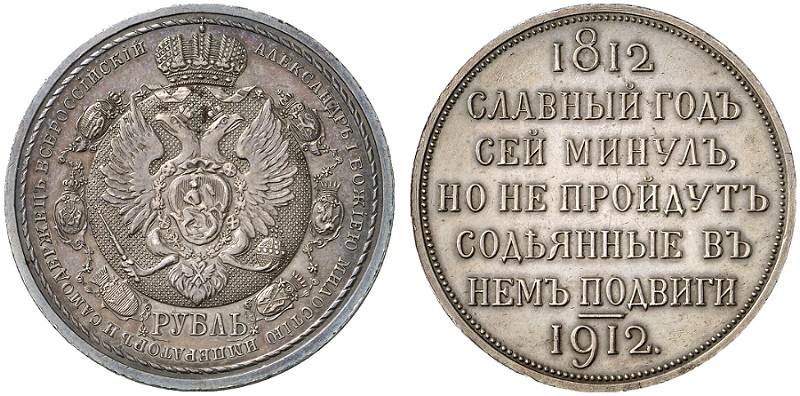 АЛЕКСАНДРЪ I БОЖІЕЮ МИЛОСТІЮ ИМПЕРАТОРЪ И САМОДЕРЖЕЦЪ ВСЕРОССІЙСКІЙ
РУБЛЬ
1812
СЛАВНЫЙ ГОДЪ
СЕЙ МИНУЛЪ,
НО НЕ ПРОЙДУТЪ
СОДѢЯННЫЕ ВЪ
НЕМЪ ПОДВИГИ
1912.